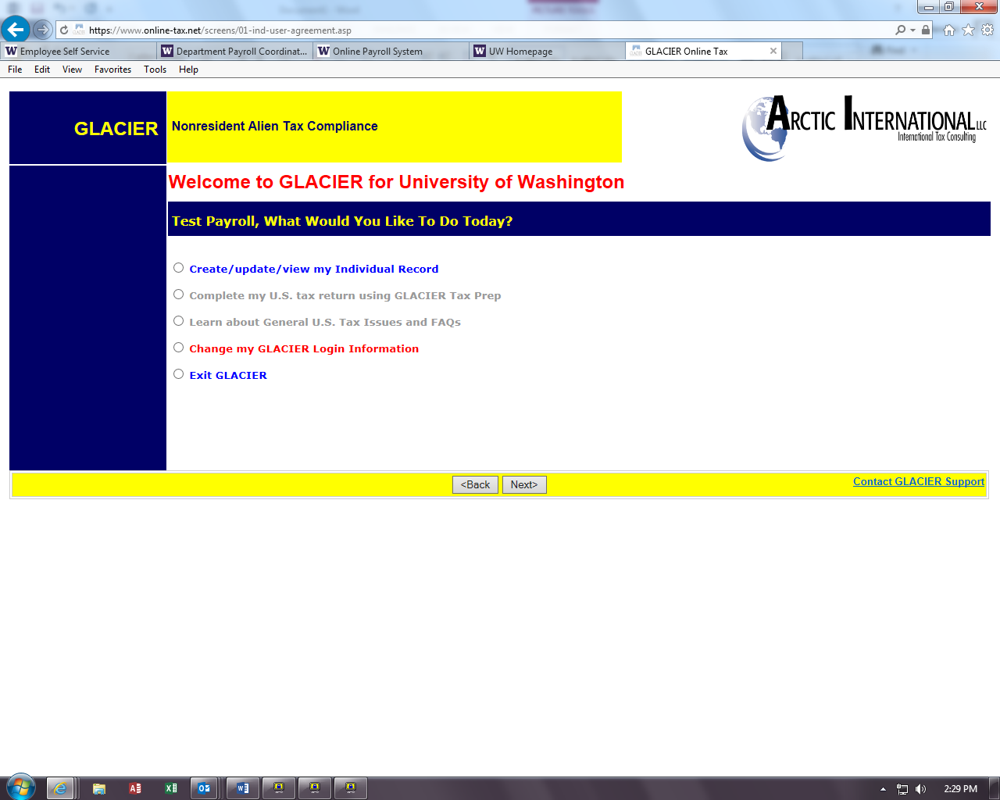 https://www.online-tax.net/screens/01-ind-user-agreement.asp
Employee Self Service
Department Payroll Coordinat...
Online Payroll System
UW Homepage
GLACIER Online Tax
File Edit View Favorites Tools Help
GLACIER
Nonresident Alien Tax Compliance
ARCTIC INTERNATIONAL LLC
International Tax Consulting
Welcome to GLACIER for University of Washington
Test Payroll, What Would You Like To Do Today?
Create/update/view my Individual Record
Complete my U.S. tax return using GLACIER Tax Prep
Learn about General U.S. Tax Issues and FAQs
Change my GLACIER Login Information
Exit GLACIER
<Back Next>
Contact GLACIER Support
2:29 PM